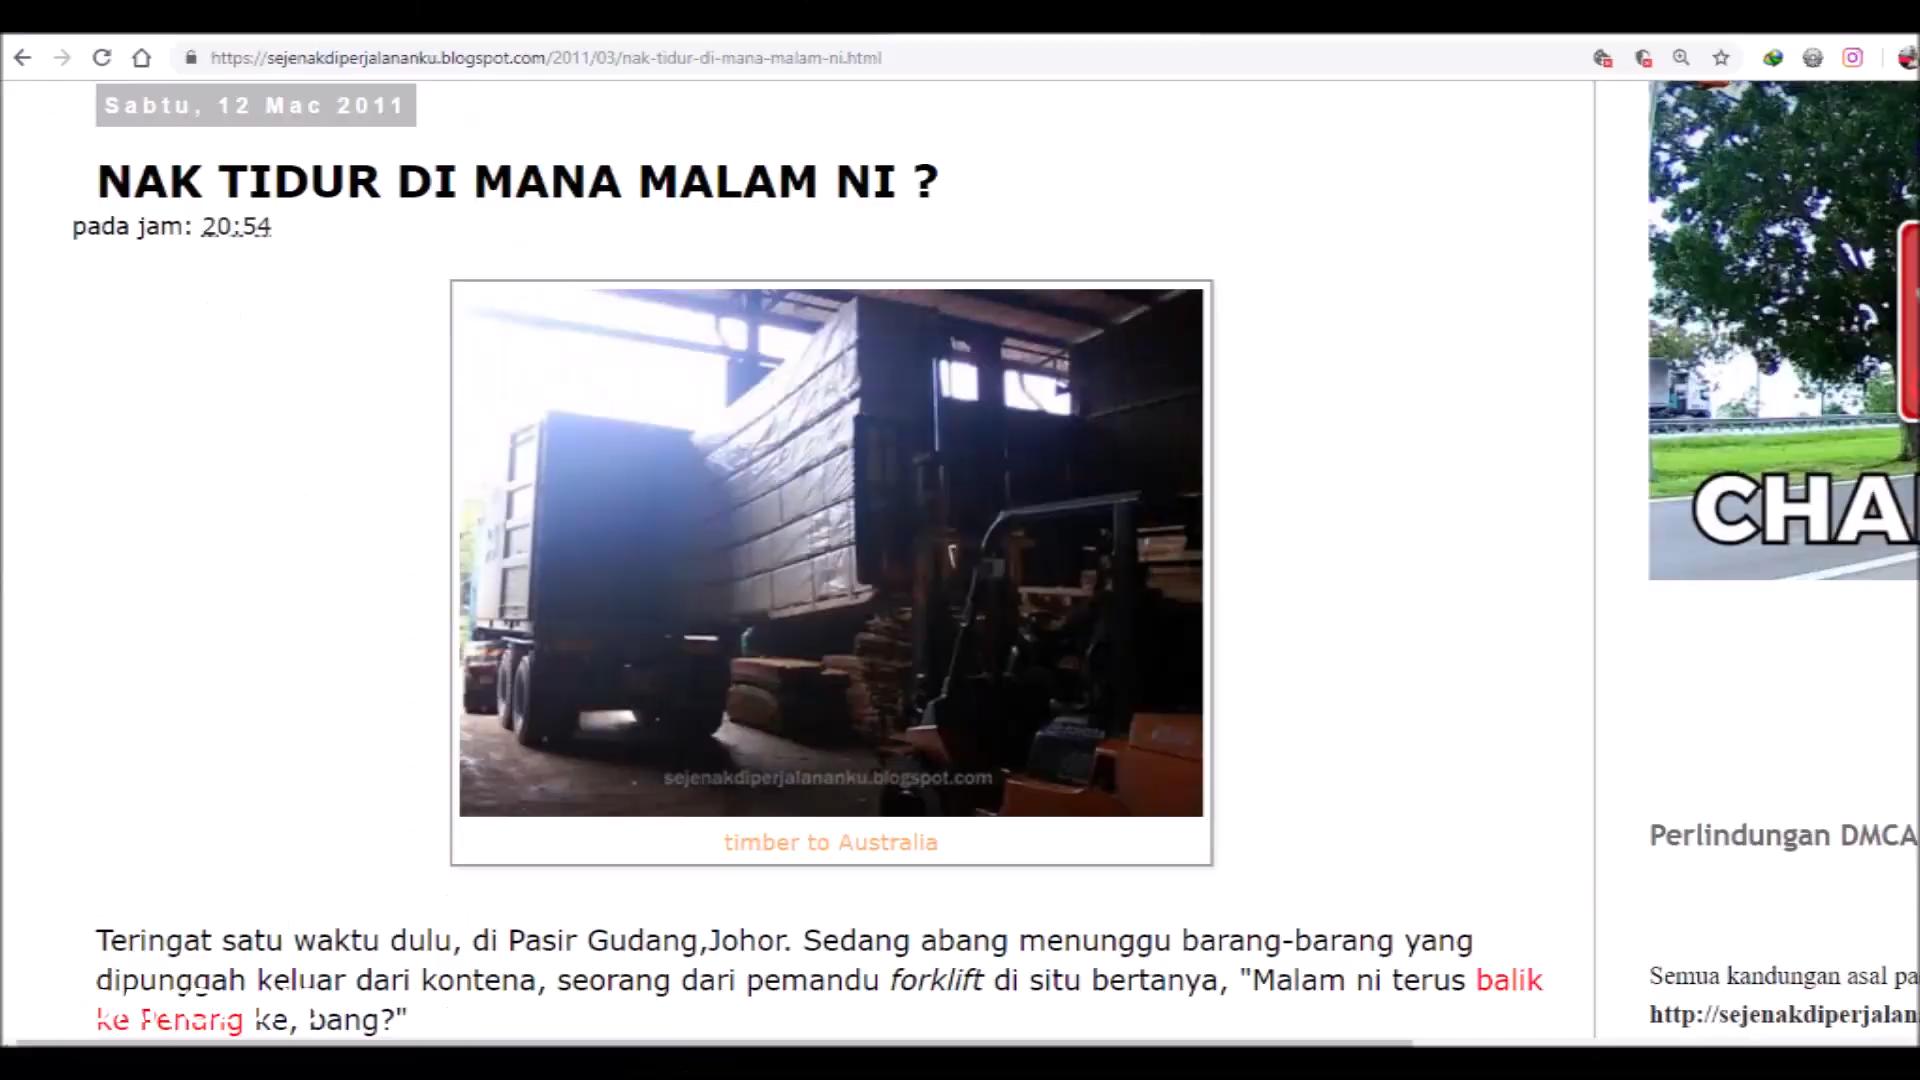 https://sejenakdiperjalananku.blogspot.com/2011/03/nak-tidur-di-mana-malam-ni.html
Sabtu, 12 Mac 2011
NAK TIDUR DI MANA MALAM NI ?
pada jam: 20:54
sejenakdiperjalananku.blogspot.com
timber to Australia
Teringat satu waktu dulu, di Pasir Gudang,Johor. Sedang abang menunggu barang-barang yang
dipunggah keluar dari kontena, seorang dari pemandu forklift di situ bertanya, "Malam ni terus balik
ke Penang ke, bang?"
CHA
Perlindungan DMCA
Semua kandungan asal pa
http://sejenakdiperjalan